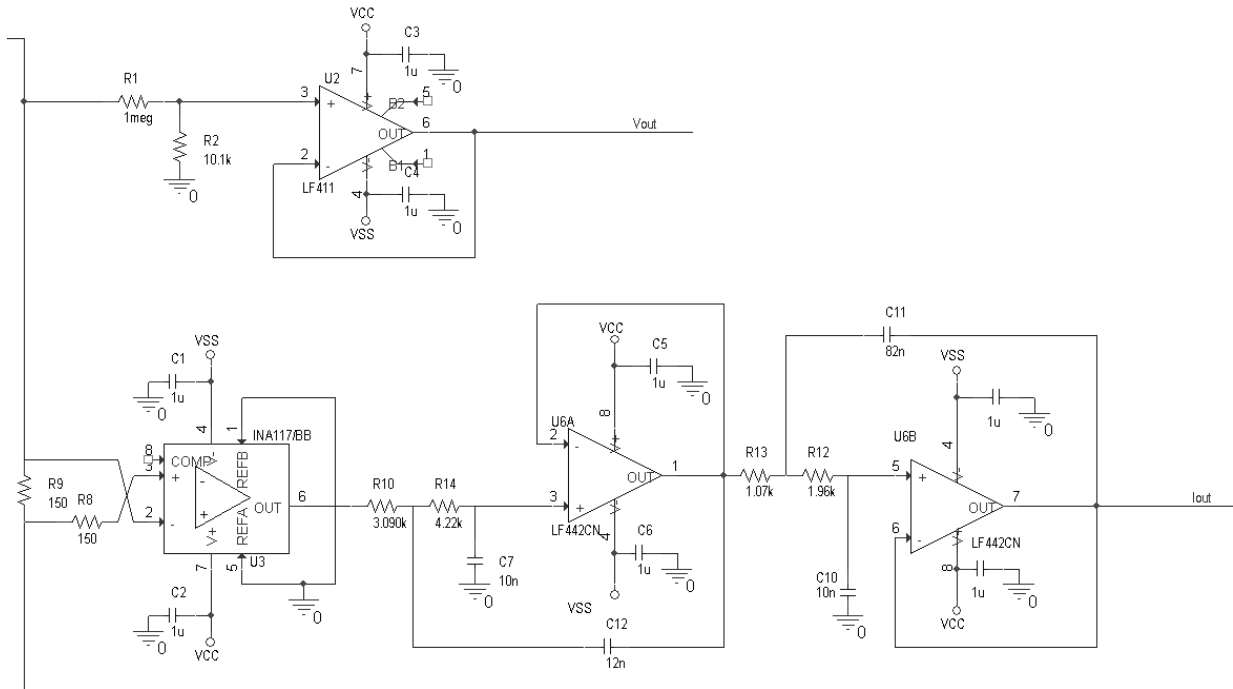 VCC
C3
1u
0
R1
1meg
R2
10.1k
0
U2
7
3
+
2
-
B2
5
OUT
6
B1
1
V+
V-
LF411
4
C4
1u
0
VSS
Vout
VSS
C1
1u
0
4
1
INA117/BB
8
COMP
3
+
2
-
V-
REFB
-
+
OUT
6
V+
REFA
7
5
U3
0
R9
150
R8
150
C2
1u
0
VCC
R10
3.090k
R14
4.22k
C7
10n
0
C12
12n
VCC
C5
1u
0
8
U6A
2
-
3
+
V+
V-
OUT
1
LF442CN
4
C6
1u
0
VSS
R13
1.07k
R12
1.96k
C11
82n
C10
10n
0
VSS
1u
0
4
U6B
5
+
6
-
V-
V+
OUT
7
LF442CN
8
1u
0
VCC
Iout